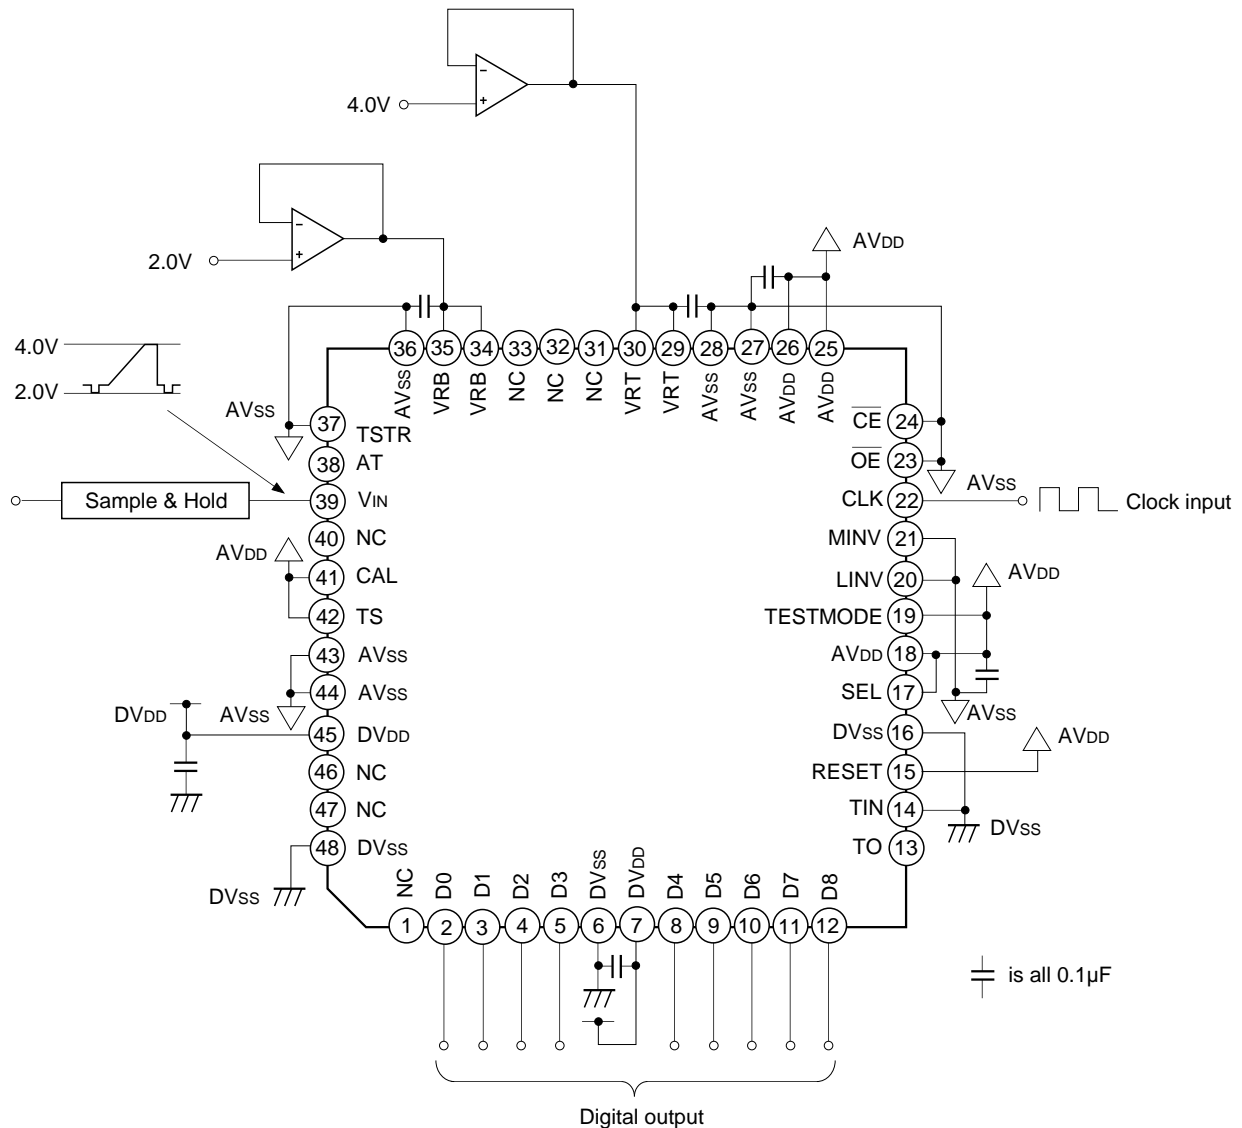 4.0V
−
+
2.0V
−
+
AVDD
36 35 34 33 32 31 30 29 28 27 26 25
AVSS VRB VRB NC NC NC VRT VRT AVSS AVSS AVDD AVDD
4.0V
2.0V
AVSS
37 TSTR
38 AT
Sample & Hold
39 VIN
40 NC
AVDD
41 CAL
42 TS
43 AVSS
44 AVSS
AVSS
DVDD
45 DVDD
46 NC
47 NC
48 DVSS
DVSS
CE 24
OE 23
AVSS
CLK 22
Clock input
MINV 21
LINV 20
AVDD
TESTMODE 19
AVDD 18
SEL 17
AVSS
DVSS 16
AVDD
RESET 15
TIN 14
DVSS
TO 13
NC D0 D1 D2 D3 DVSS DVDD D4 D5 D6 D7 D8
1 2 3 4 5 6 7 8 9 10 11 12
is all 0.1µF
Digital output